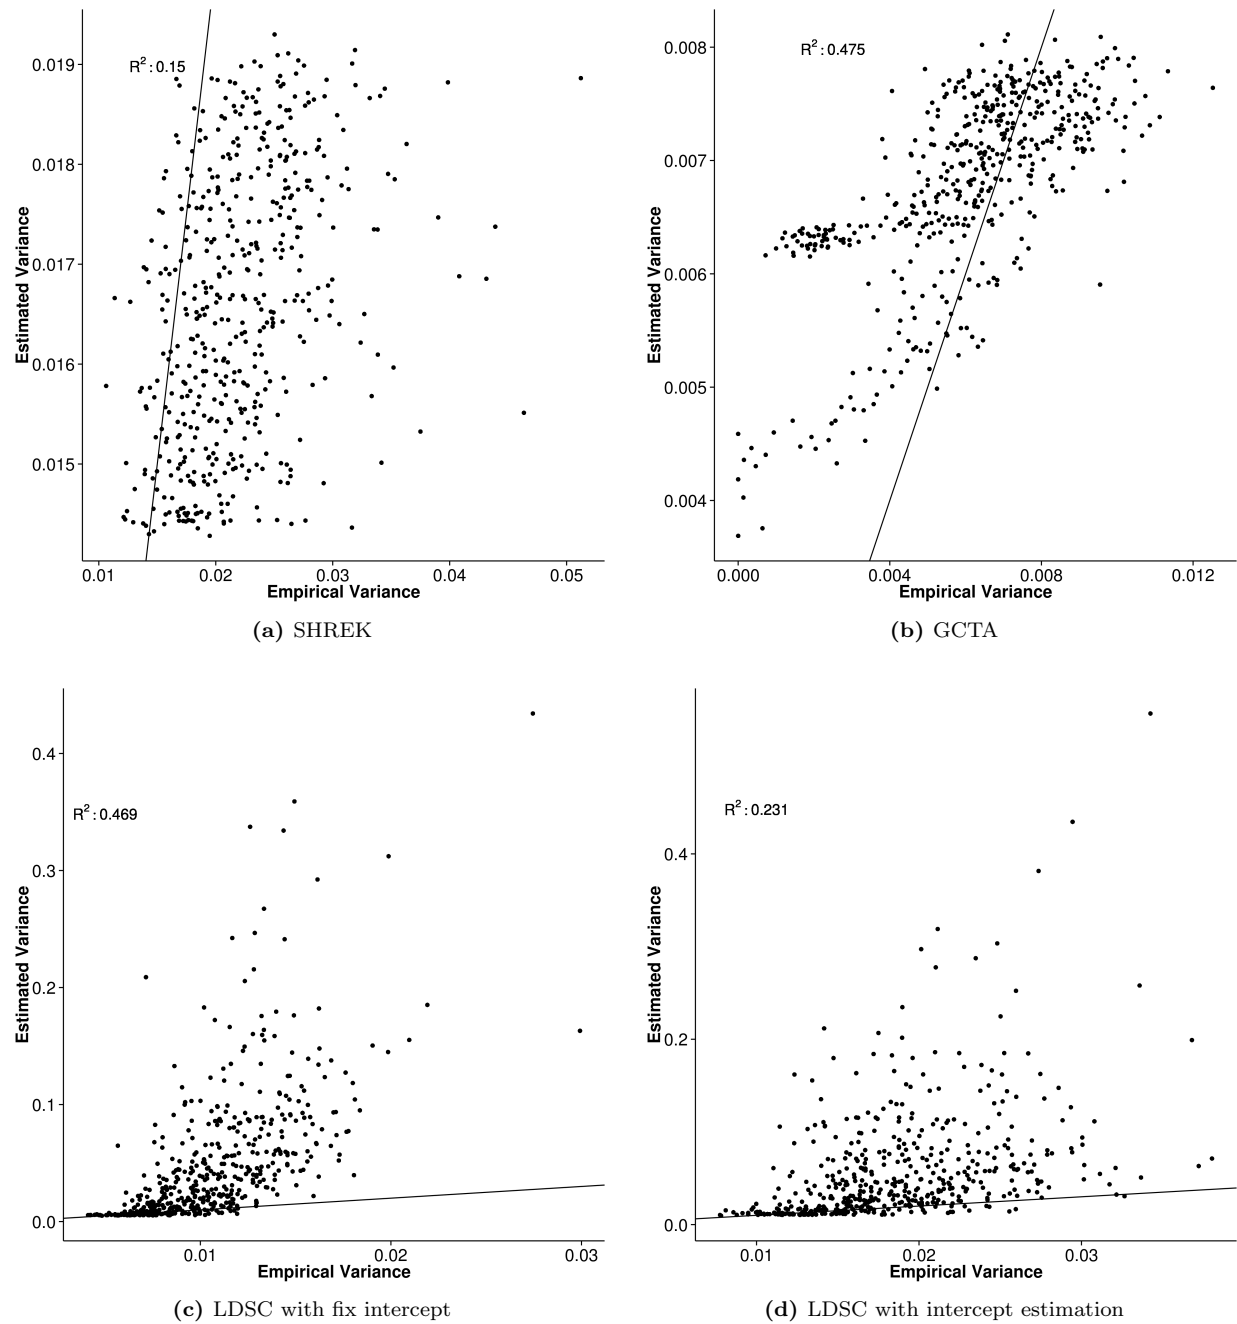 R²:0.15
0.019
0.018
0.017
0.016
0.015
Estimated Variance
0.01 0.02 0.03 0.04 0.05
Empirical Variance
(a) SHREK
R²:0.475
0.008
0.007
0.006
0.005
0.004
Estimated Variance
0.000 0.004 0.008 0.012
Empirical Variance
(b) GCTA
R²:0.469
0.4
0.3
0.2
0.1
0.0
Estimated Variance
0.01 0.02 0.03
Empirical Variance
(c) LDSC with fix intercept
R²:0.231
0.4
0.2
0.0
Estimated Variance
0.01 0.02 0.03
Empirical Variance
(d) LDSC with intercept estimation